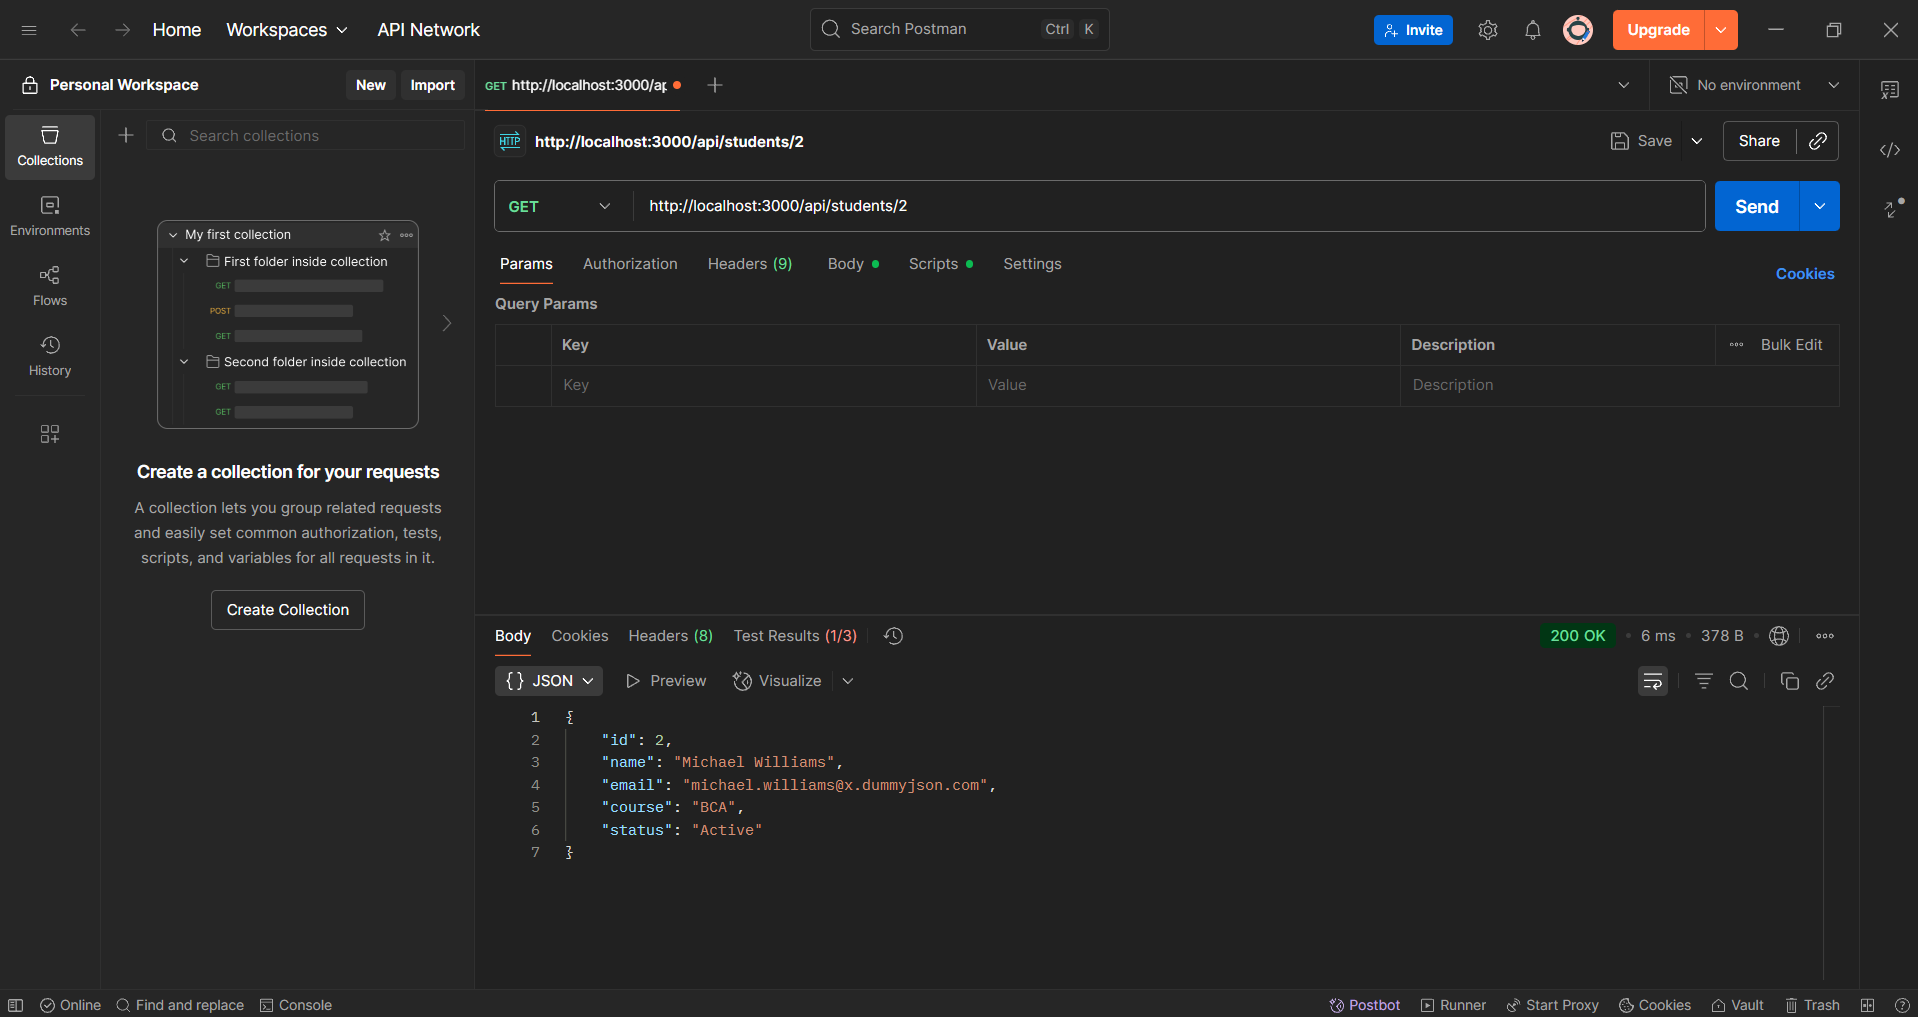 Home Workspaces API Network Search Postman Ctrl K Invite Upgrade
Personal Workspace New Import GET http://localhost:3000/ap No environment
Search collections
Collections
HTTP http://localhost:3000/api/students/2 Save Share
Environments
GET http://localhost:3000/api/students/2 Send
My first collection
First folder inside collection
GET
POST
GET
Second folder inside collection
GET
GET
Flows
History
Params Authorization Headers (9) Body Scripts Settings Cookies
Query Params
Key Value Description Bulk Edit
Key Value Description
Create a collection for your requests
A collection lets you group related requests
and easily set common authorization, tests,
scripts, and variables for all requests in it.
Create Collection
Body Cookies Headers (8) Test Results (1/3) 200 OK • 6 ms • 378 B
{} JSON Preview Visualize
1 {
2 "id": 2,
3 "name": "Michael Williams",
4 "email": "michael.williams@x.dummyjson.com",
5 "course": "BCA",
6 "status": "Active"
7 }
Online Find and replace Console Postbot Runner Start Proxy Cookies Vault Trash